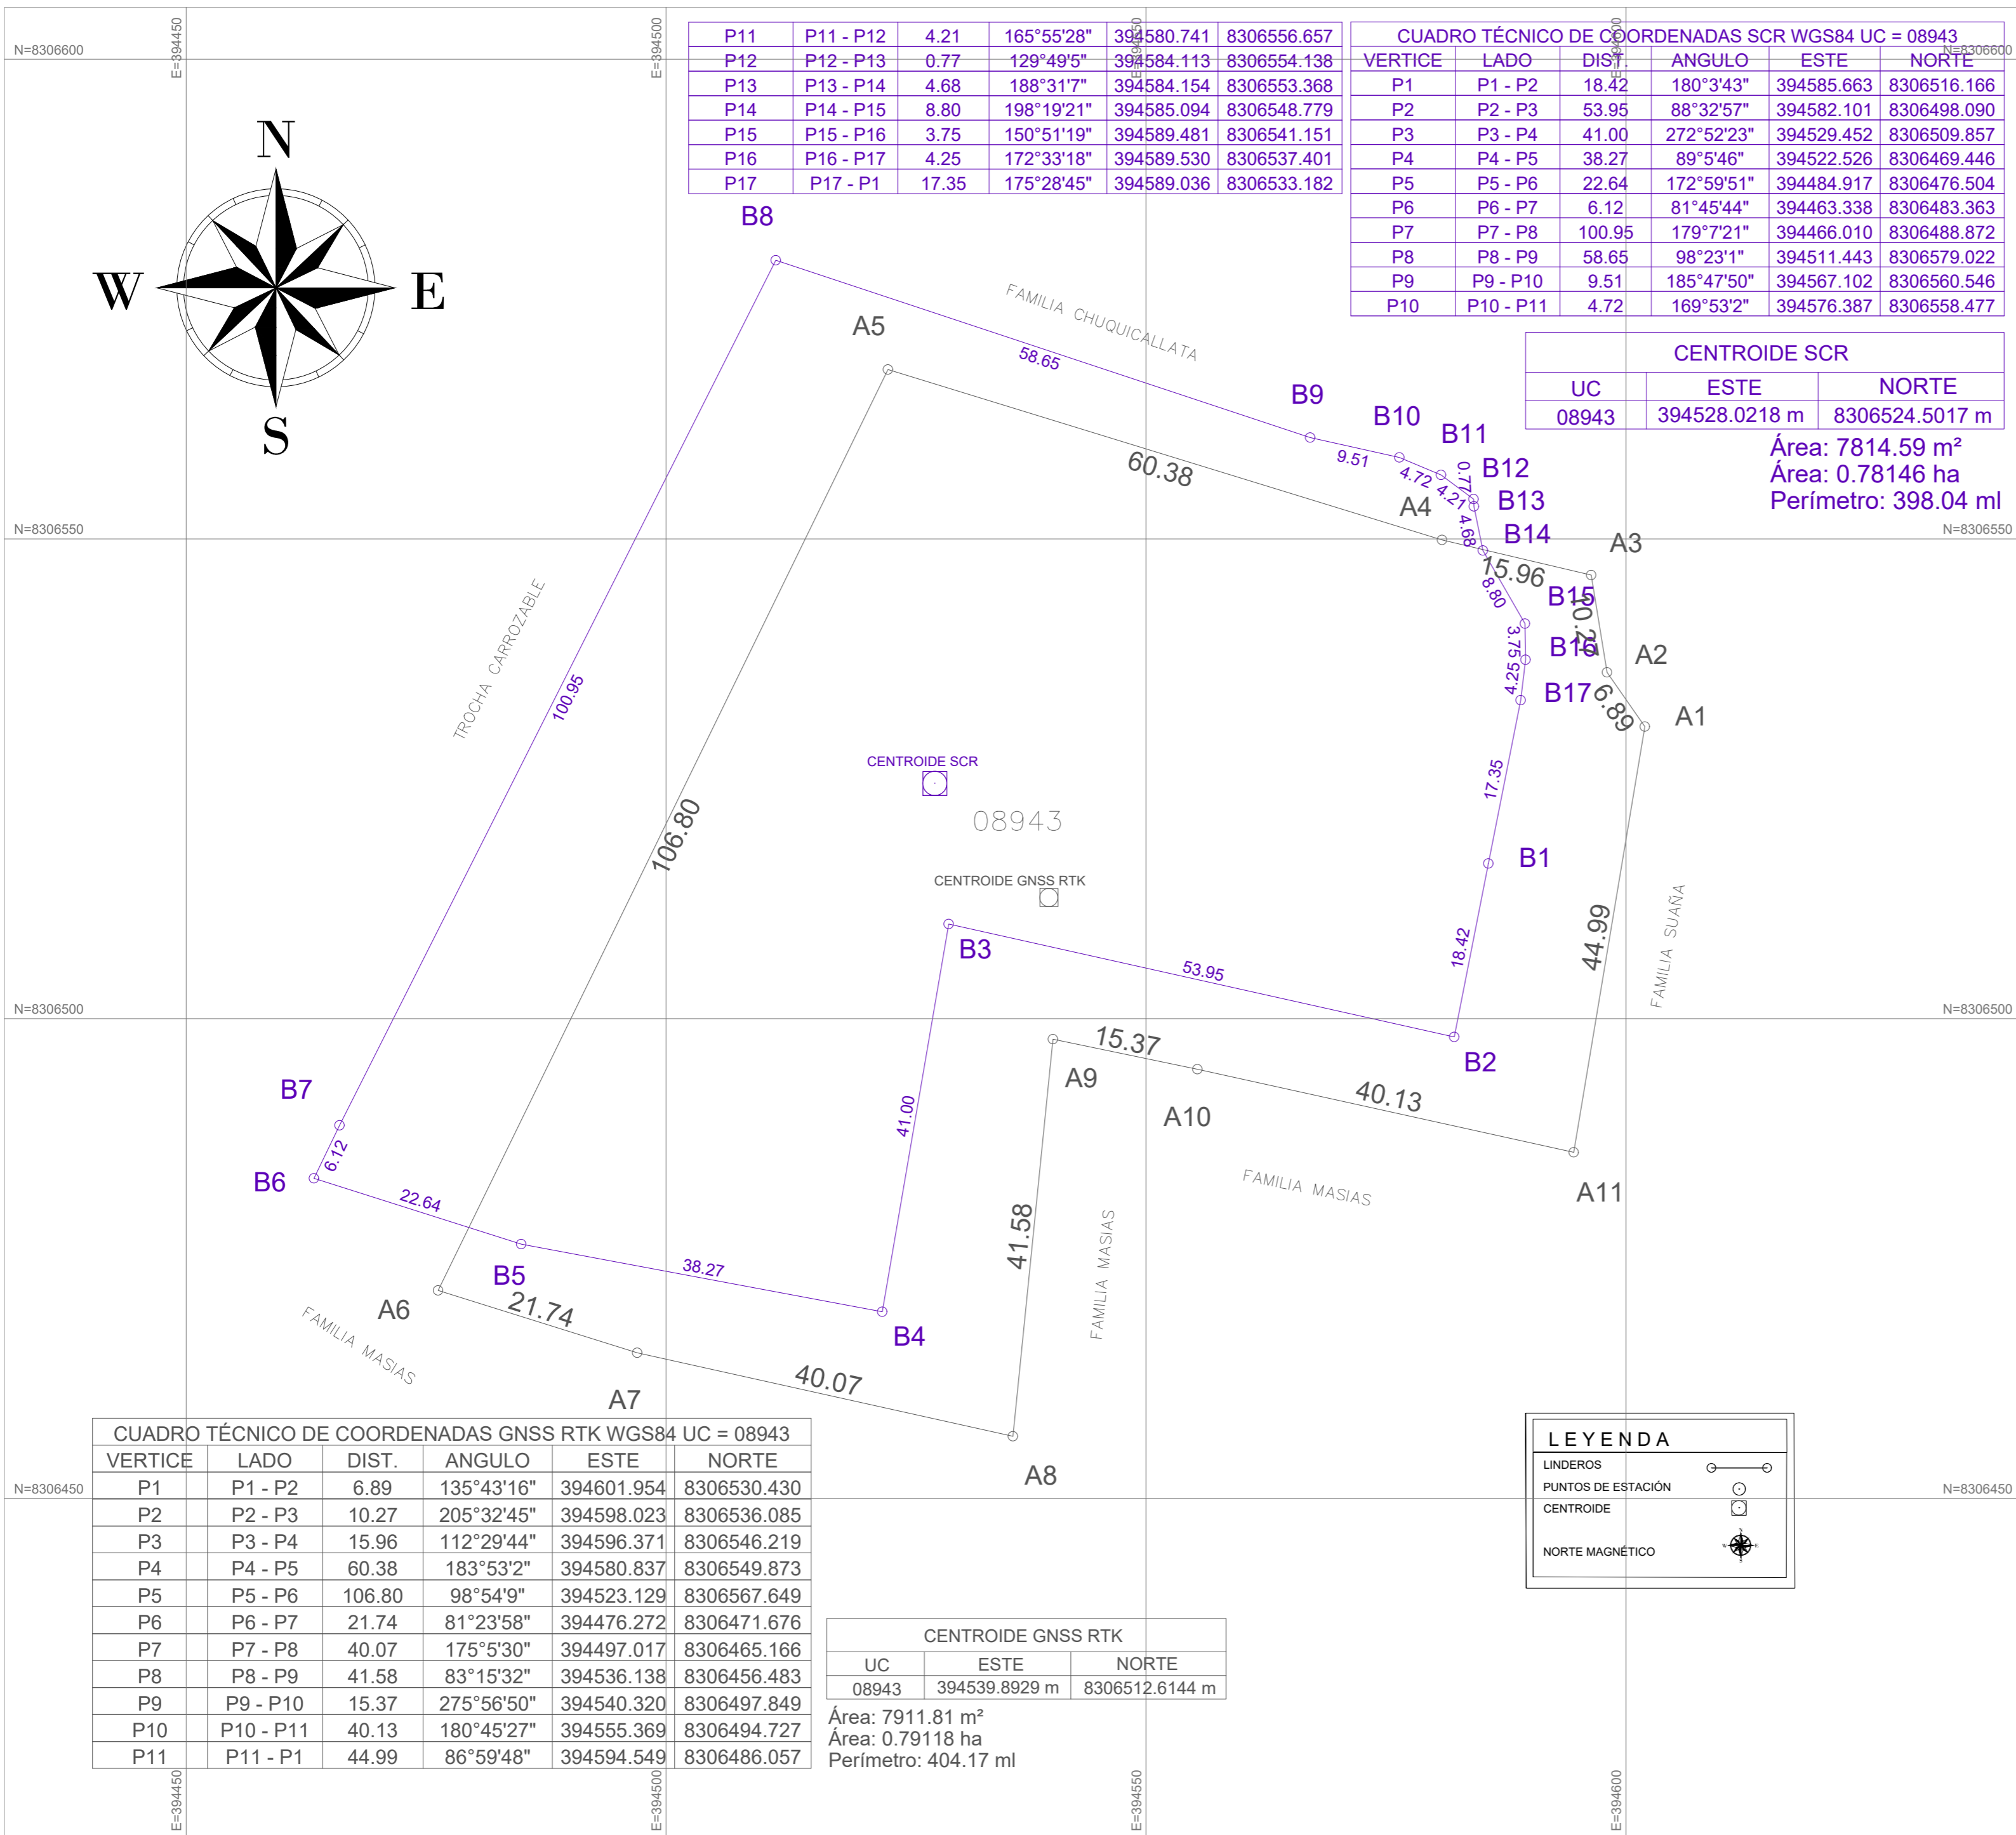 E=394450
E=394500
E=394550
E=394600
N=8306600
N=8306600
P11 P11 - P12 4.21 165°55'28" 394580.741 8306556.657
P12 P12 - P13 0.77 129°49'5" 394584.113 8306554.138
P13 P13 - P14 4.68 188°31'7" 394584.154 8306553.368
P14 P14 - P15 8.80 198°19'21" 394585.094 8306548.779
P15 P15 - P16 3.75 150°51'19" 394589.481 8306541.151
P16 P16 - P17 4.25 172°33'18" 394589.530 8306537.401
P17 P17 - P1 17.35 175°28'45" 394589.036 8306533.182
CUADRO TÉCNICO DE COORDENADAS SCR WGS84 UC = 08943
VERTICE LADO DIST. ANGULO ESTE NORTE
P1 P1 - P2 18.42 180°3'43" 394585.663 8306516.166
P2 P2 - P3 53.95 88°32'57" 394582.101 8306498.090
P3 P3 - P4 41.00 272°52'23" 394529.452 8306509.857
P4 P4 - P5 38.27 89°5'46" 394522.526 8306469.446
P5 P5 - P6 22.64 172°59'51" 394484.917 8306476.504
P6 P6 - P7 6.12 81°45'44" 394463.338 8306483.363
P7 P7 - P8 100.95 179°7'21" 394466.010 8306488.872
P8 P8 - P9 58.65 98°23'1" 394511.443 8306579.022
P9 P9 - P10 9.51 185°47'50" 394567.102 8306560.546
P10 P10 - P11 4.72 169°53'2" 394576.387 8306558.477
CENTROIDE SCR
UC ESTE NORTE
08943 394528.0218 m 8306524.5017 m
Área: 7814.59 m²
Área: 0.78146 ha
Perímetro: 398.04 ml
N
W
E
S
B8
A5
FAMILIA CHUQUICALLATA
58.65
B9
B10
B11
B12
B13
B14
9.51
4.72
4.21
0.77
4.68
60.38
A4
A3
N=8306550
N=8306550
15.96
8.80
B15
10.27
3.75
B16
A2
4.25
B17
6.89
A1
TROCHA CARROZABLE
100.95
106.80
CENTROIDE SCR
08943
17.35
B1
CENTROIDE GNSS RTK
B3
53.95
18.42
44.99
FAMILIA SUAÑA
N=8306500
N=8306500
B2
15.37
A9
A10
40.13
B7
41.00
6.12
B6
22.64
A11
FAMILIA MASIAS
FAMILIA MASIAS
41.58
B5
38.27
A6
21.74
B4
FAMILIA MASIAS
A7
40.07
A8
CUADRO TÉCNICO DE COORDENADAS GNSS RTK WGS84 UC = 08943
VERTICE LADO DIST. ANGULO ESTE NORTE
P1 P1 - P2 6.89 135°43'16" 394601.954 8306530.430
P2 P2 - P3 10.27 205°32'45" 394598.023 8306536.085
P3 P3 - P4 15.96 112°29'44" 394596.371 8306546.219
P4 P4 - P5 60.38 183°53'2" 394580.837 8306549.873
P5 P5 - P6 106.80 98°54'9" 394523.129 8306567.649
P6 P6 - P7 21.74 81°23'58" 394476.272 8306471.676
P7 P7 - P8 40.07 175°5'30" 394497.017 8306465.166
P8 P8 - P9 41.58 83°15'32" 394536.138 8306456.483
P9 P9 - P10 15.37 275°56'50" 394540.320 8306497.849
P10 P10 - P11 40.13 180°45'27" 394555.369 8306494.727
P11 P11 - P1 44.99 86°59'48" 394594.549 8306486.057
N=8306450
N=8306450
CENTROIDE GNSS RTK
UC ESTE NORTE
08943 394539.8929 m 8306512.6144 m
Área: 7911.81 m²
Área: 0.79118 ha
Perímetro: 404.17 ml
LEYENDA
LINDEROS
PUNTOS DE ESTACIÓN
CENTROIDE
NORTE MAGNÉTICO
E=394450
E=394500
E=394550
E=394600